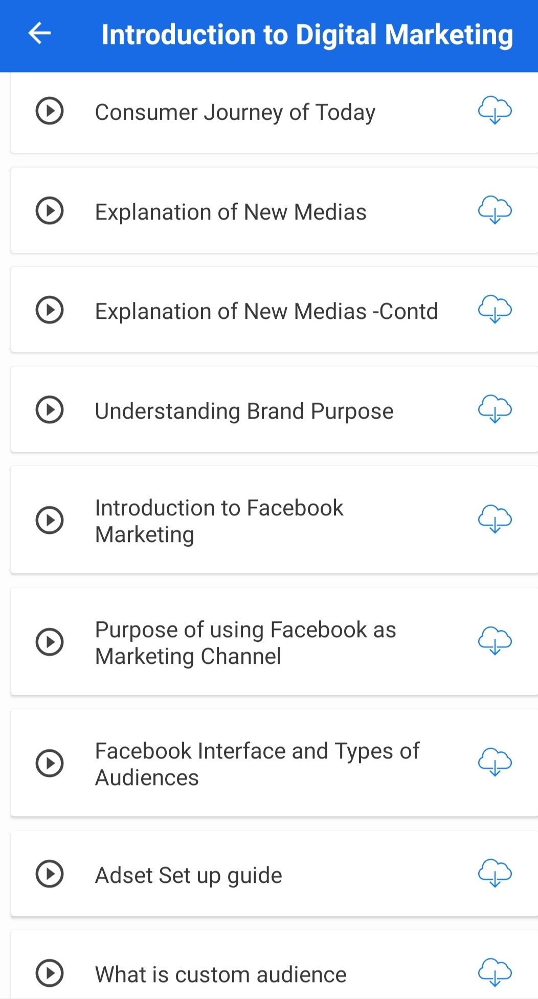 Introduction to Digital Marketing
Consumer Journey of Today
Explanation of New Medias
Explanation of New Medias -Contd
Understanding Brand Purpose
Introduction to Facebook
Marketing
Purpose of using Facebook as
Marketing Channel
Facebook Interface and Types of
Audiences
Adset Set up guide
What is custom audience